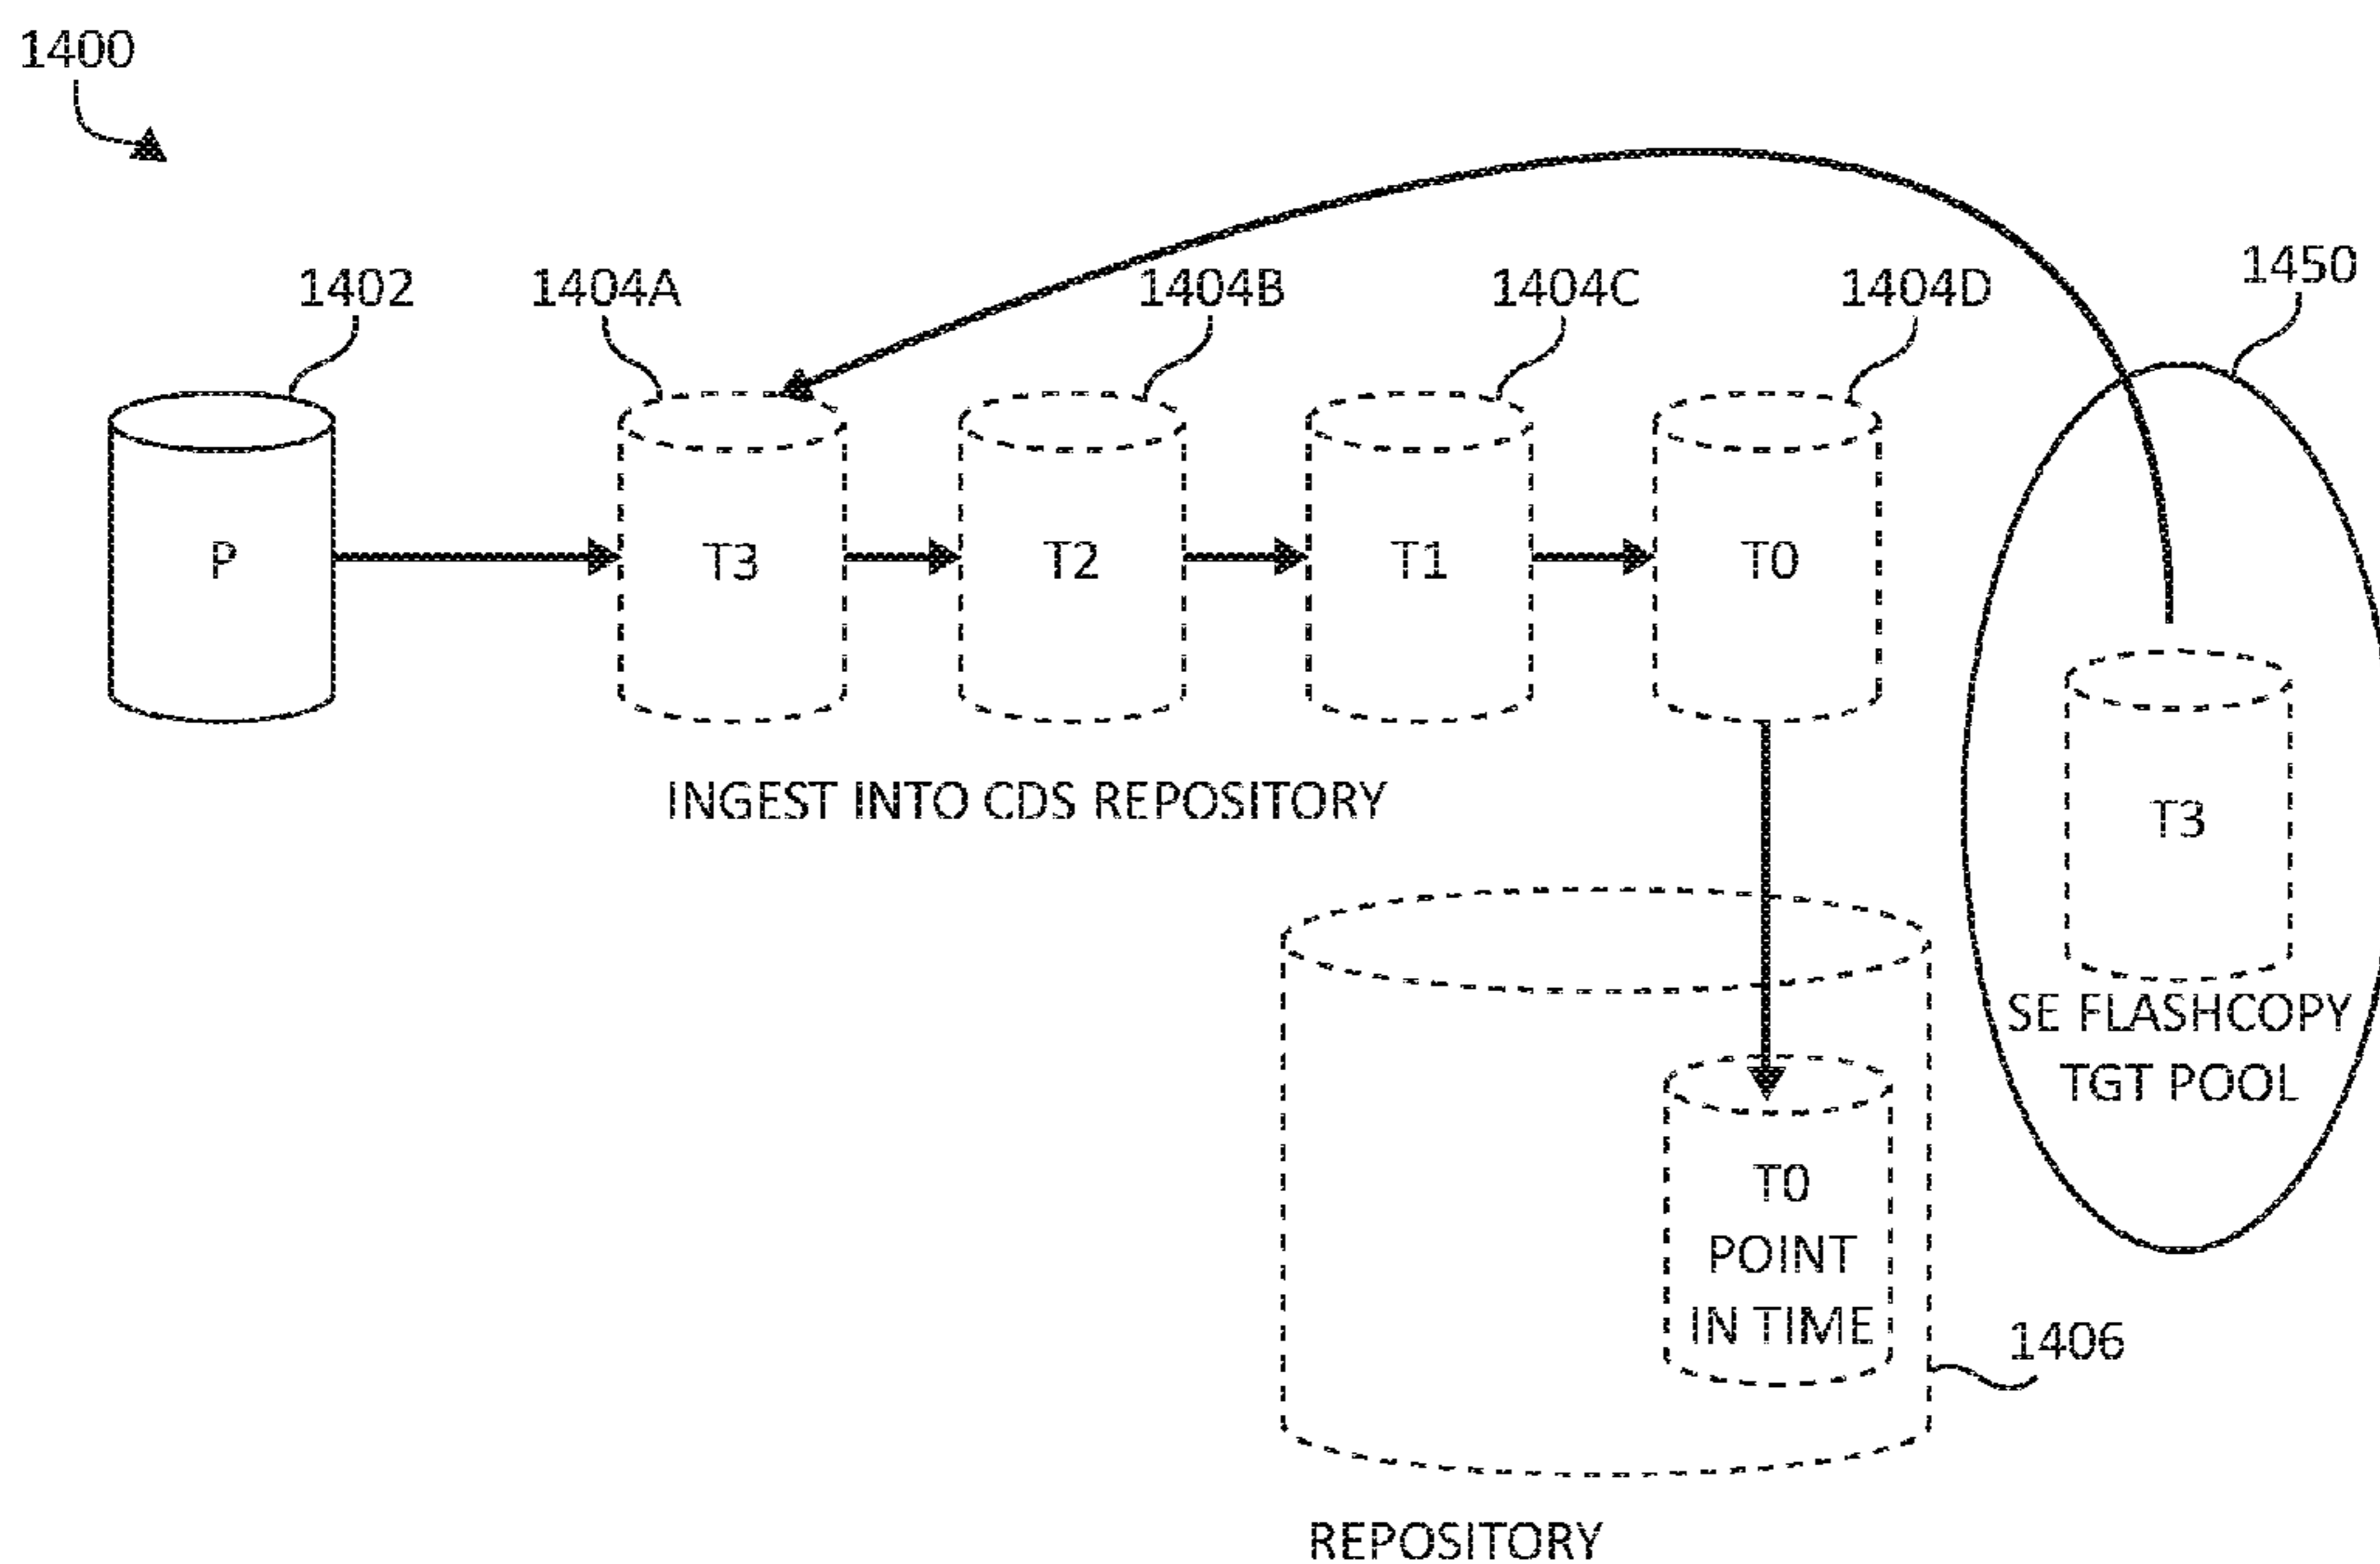 1400
1402
1404A
1404B
1404C
1404D
1450
P
T3
T2
T1
T0
INGEST INTO CDS REPOSITORY
T3
SE FLASHCOPY
TGT POOL
T0
POINT
IN TIME
1406
REPOSITORY